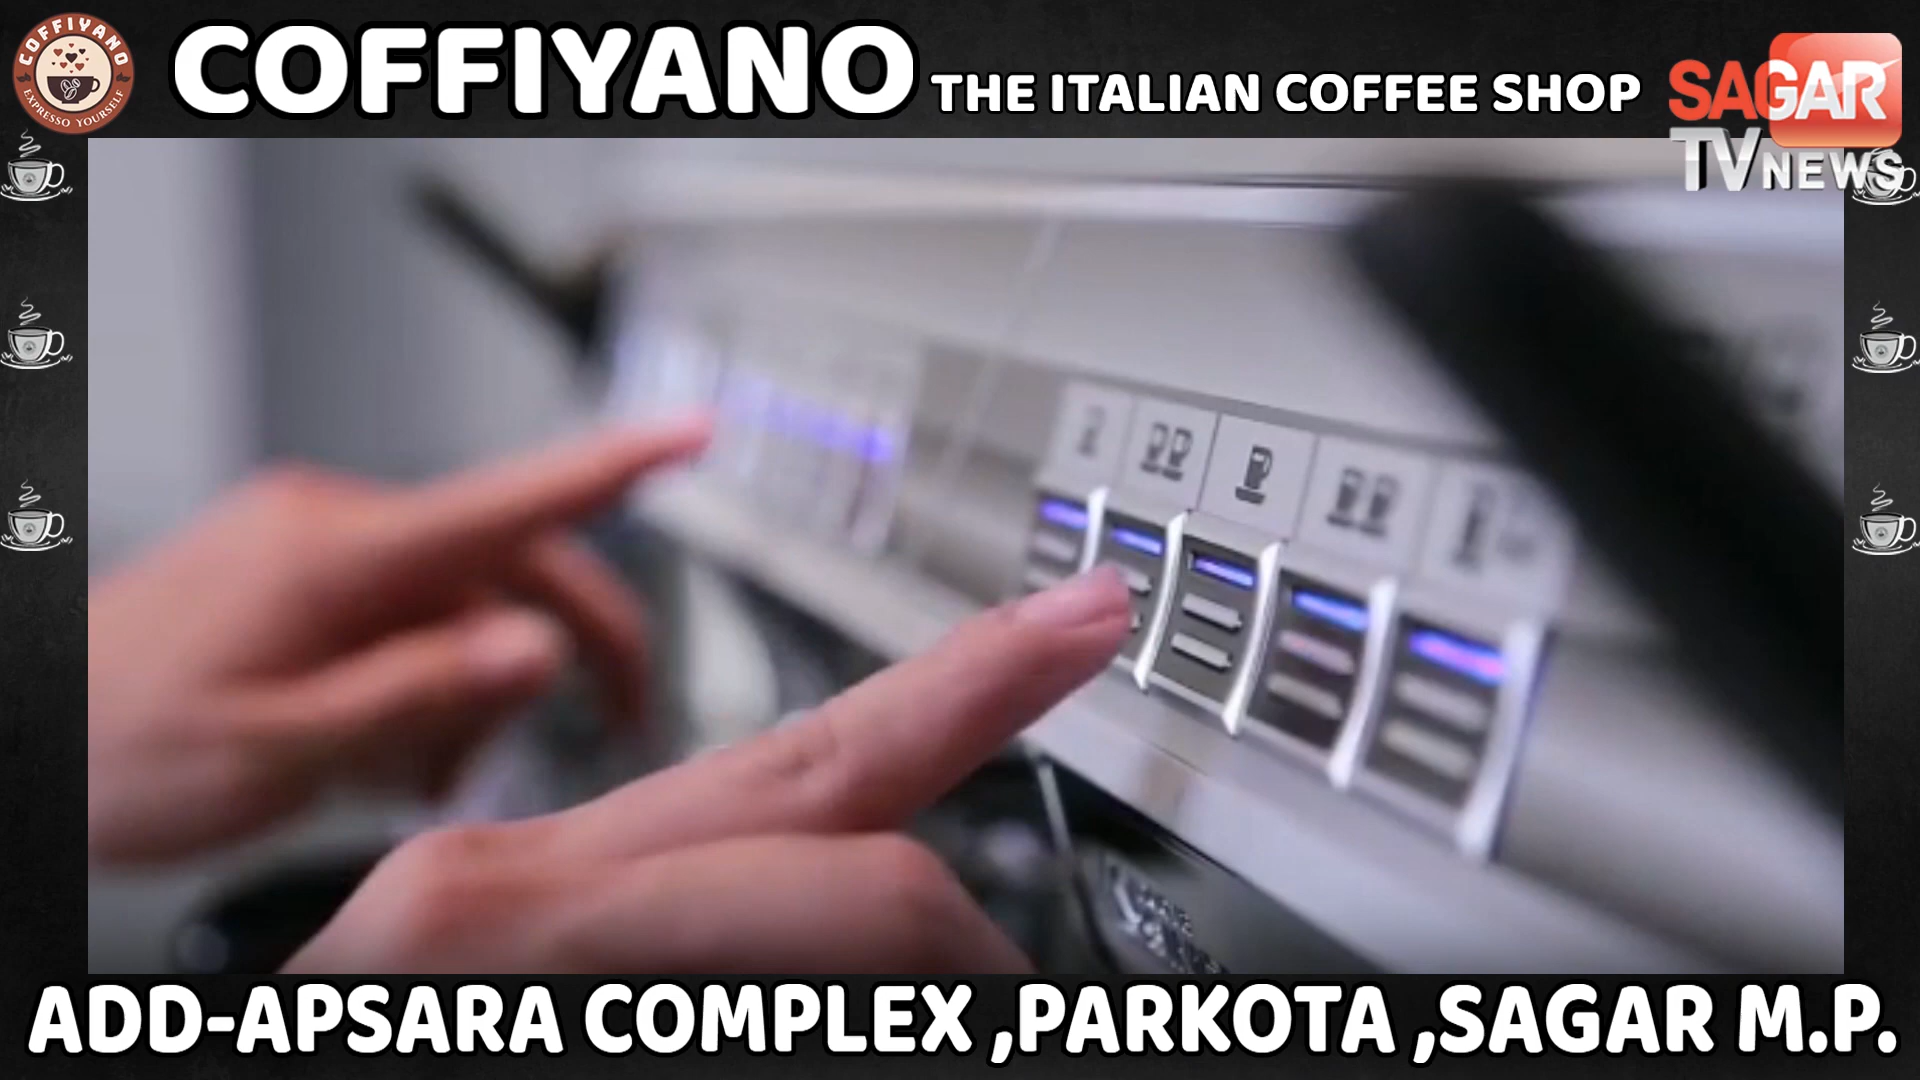 COFFIYANO
EXPRESSO YOURSELF
COFFIYANO THE ITALIAN COFFEE SHOP
SAGAR
TV NEWS
ADD-APSARA COMPLEX ,PARKOTA ,SAGAR M.P.